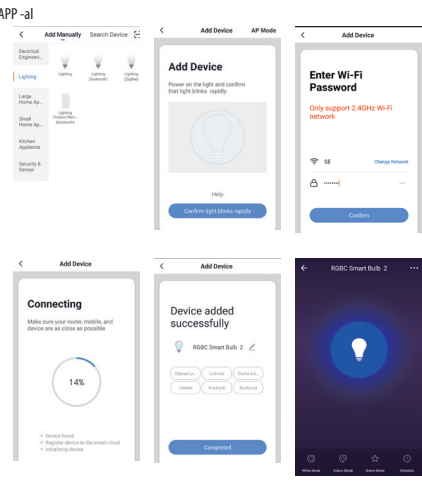 APP -al
Add Manually Search Device
Electrical
Engineeri...
Lighting
Large
Home Ap...
Small
Home Ap...
Kitchen
Appliance
Security &
Sensor
Lighting
Lighting
(bluetooth)
Lighting
(Zigbee)
Lighting
(bluetooth)
Add Device AP Mode
Add Device
Power on the light and confirm
that light blinks rapidly
Help
Confirm light blinks rapidly
Add Device
Enter Wi-Fi
Password
Only support 2.4GHz Wi-Fi
network
SE Change Network
Confirm
Add Device
Connecting
Make sure your router, mobile, and
device are as close as possible
14%
Device found
Register device to the smart cloud
Initializing device
Add Device
Device added
successfully
RGBC Smart Bulb 2
Ložnice
Jídelna Kuchyně
Completed
RGBC Smart Bulb 2
White Mode Colour Mode Scene Mode Schedule